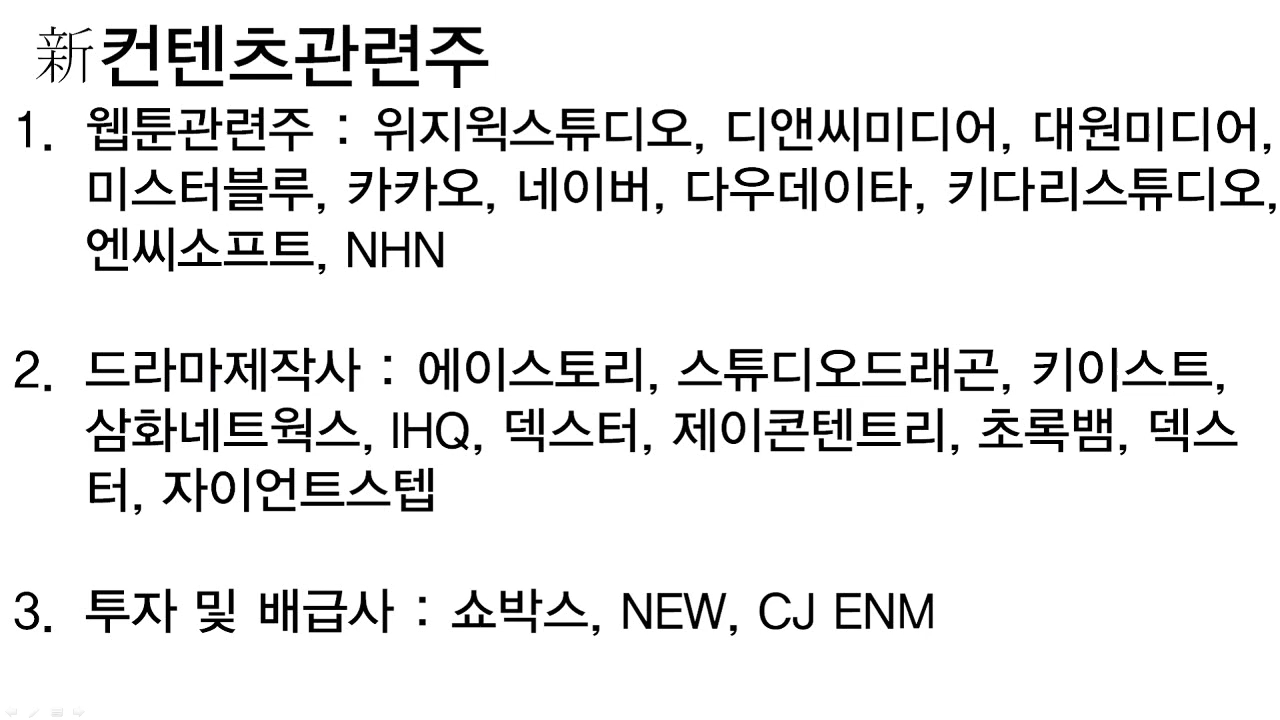 新컨텐츠관련주
1. 웹툰관련주 : 위지윅스튜디오, 디앤씨미디어, 대원미디어,
미스터블루, 카카오, 네이버, 다우데이타, 키다리스튜디오,
엔씨소프트, NHN
2. 드라마제작사 : 에이스토리, 스튜디오드래곤, 키이스트,
삼화네트웍스, IHQ, 덱스터, 제이콘텐트리, 초록뱀, 덱스
터, 자이언트스텝
3. 투자 및 배급사 : 쇼박스, NEW, CJ ENM